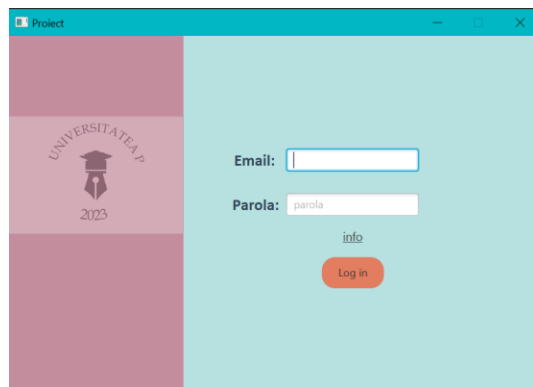 Proiect
UNIVERSITATEA P
2023
Email:
Parola: parola
info
Log in